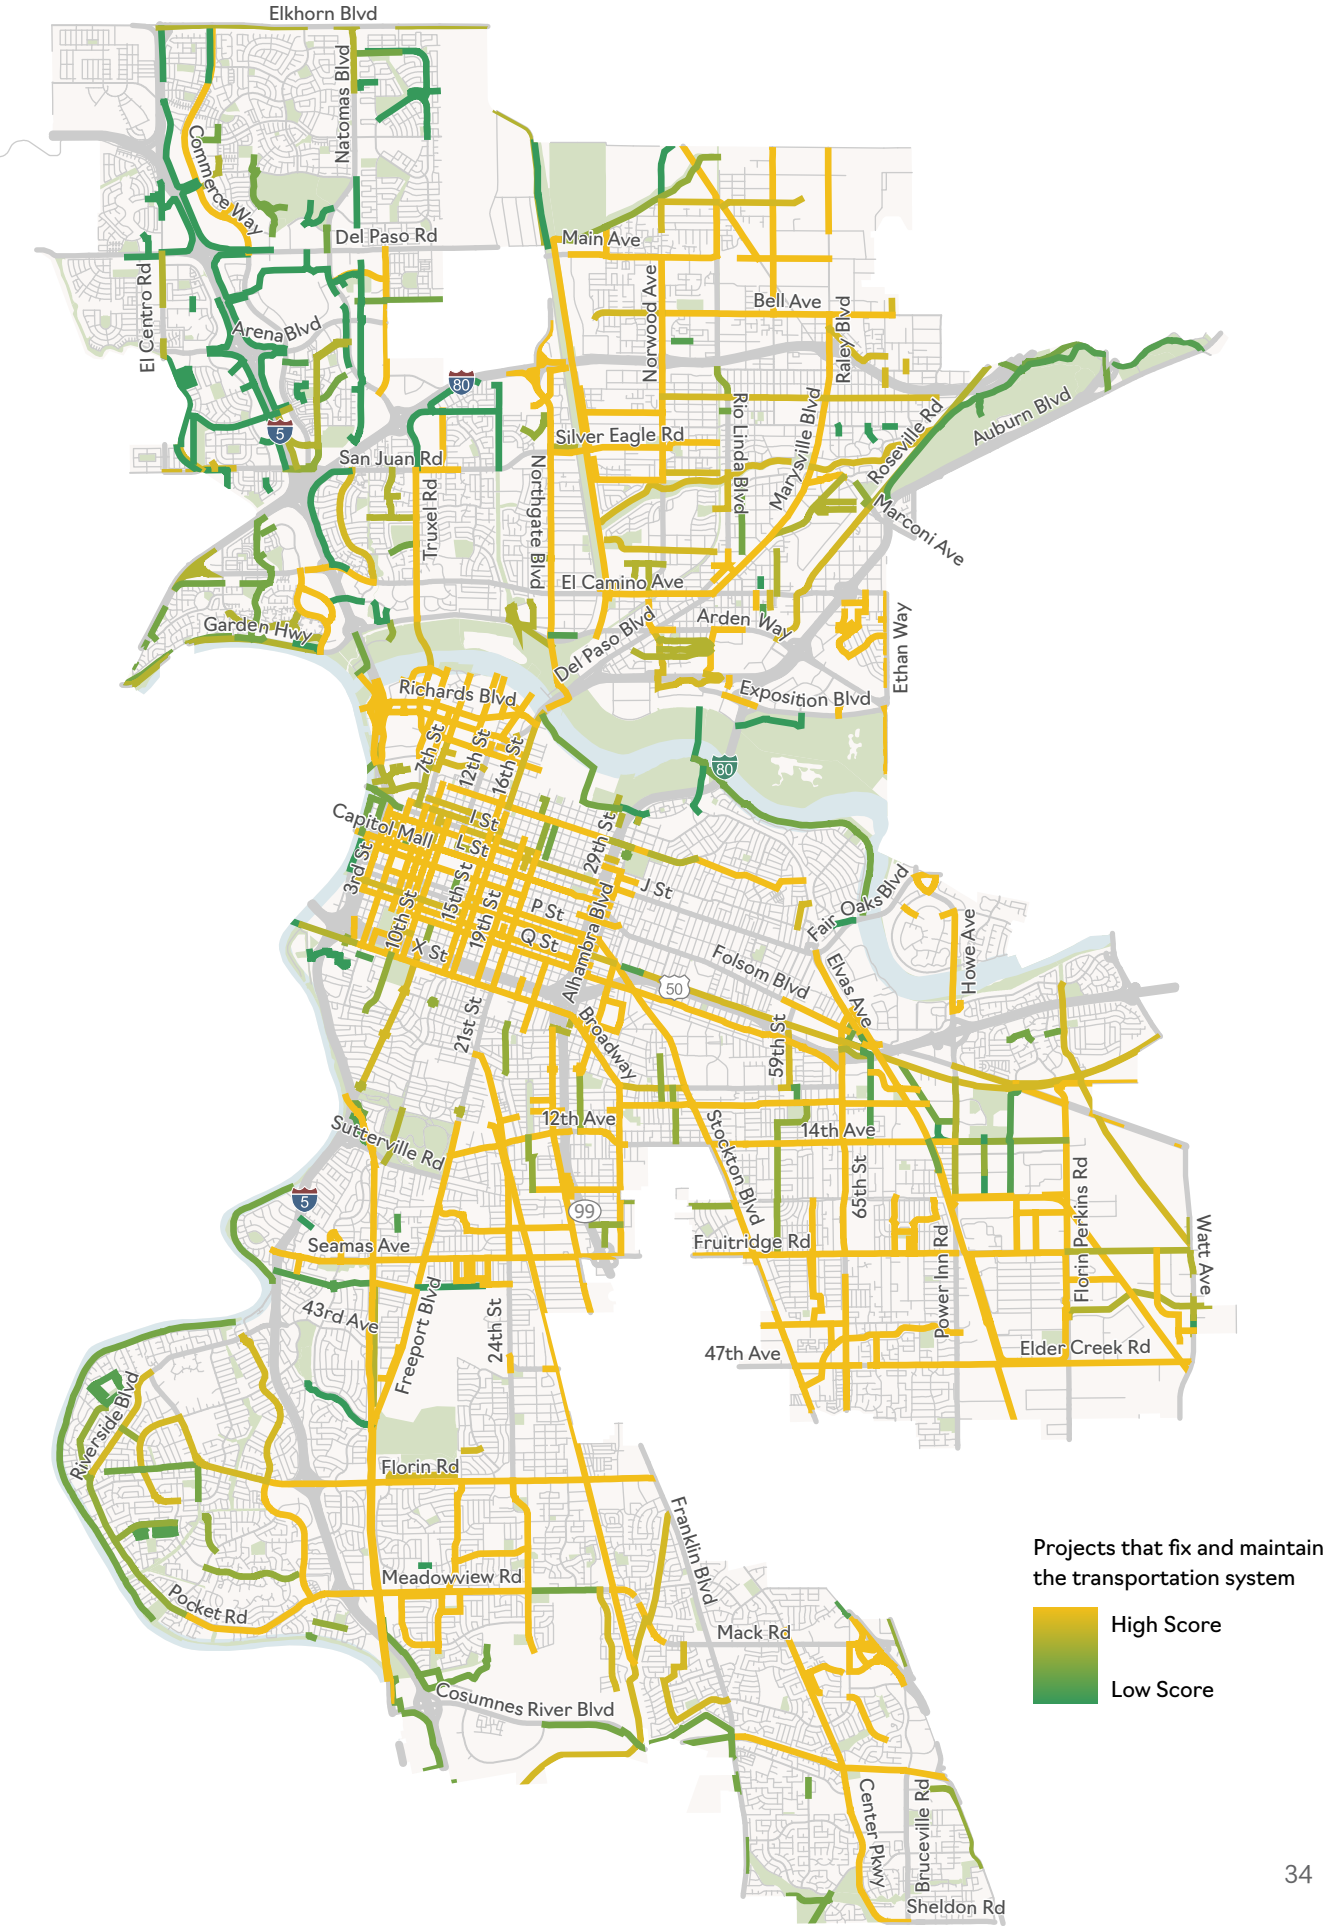 Elkhorn Blvd
Natomas Blvd
Commerce Way
Del Paso Rd
Main Ave
El Centro Rd
Arena Blvd
Norwood Ave
Bell Ave
Raley Blvd
80
5
Silver Eagle Rd
Rio Linda Blvd
Marysville Blvd
Roseville Rd
Auburn Blvd
San Juan Rd
Truxel Rd
Northgate Blvd
Marconi Ave
El Camino Ave
Garden Hwy
Del Paso Blvd
Arden Way
Ethan Way
Richards Blvd
Exposition Blvd
7th St
12th St
16th St
80
Capitol Mall
I St
L St
29th St
3rd St
J St
10th St
15th St
19th St
P St
Q St
X St
Alhambra Blvd
Fair Oaks Blvd
Howe Ave
Folsom Blvd
Elvas Ave
50
21st St
Broadway
59th St
12th Ave
Sutterville Rd
Stockton Blvd
14th Ave
65th St
5
99
Seamas Ave
Fruitridge Rd
Power Inn Rd
Florin Perkins Rd
Watt Ave
43rd Ave
Freeport Blvd
24th St
47th Ave
Elder Creek Rd
Riverside Blvd
Florin Rd
Franklin Blvd
Meadowview Rd
Pocket Rd
Mack Rd
Cosumnes River Blvd
Center Pkwy
Bruceville Rd
Sheldon Rd
Projects that fix and maintain
the transportation system
High Score
Low Score
34